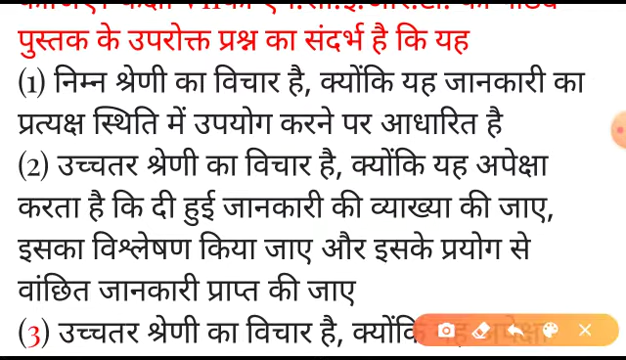 पुस्तक के उपरोक्त प्रश्न का संदर्भ है कि यह
(1) निम्न श्रेणी का विचार है, क्योंकि यह जानकारी का
प्रत्यक्ष स्थिति में उपयोग करने पर आधारित है
(2) उच्चतर श्रेणी का विचार है, क्योंकि यह अपेक्षा
करता है कि दी हुई जानकारी की व्याख्या की जाए,
इसका विश्लेषण किया जाए और इसके प्रयोग से
वांछित जानकारी प्राप्त की जाए
(3) उच्चतर श्रेणी का विचार है, क्योंकि